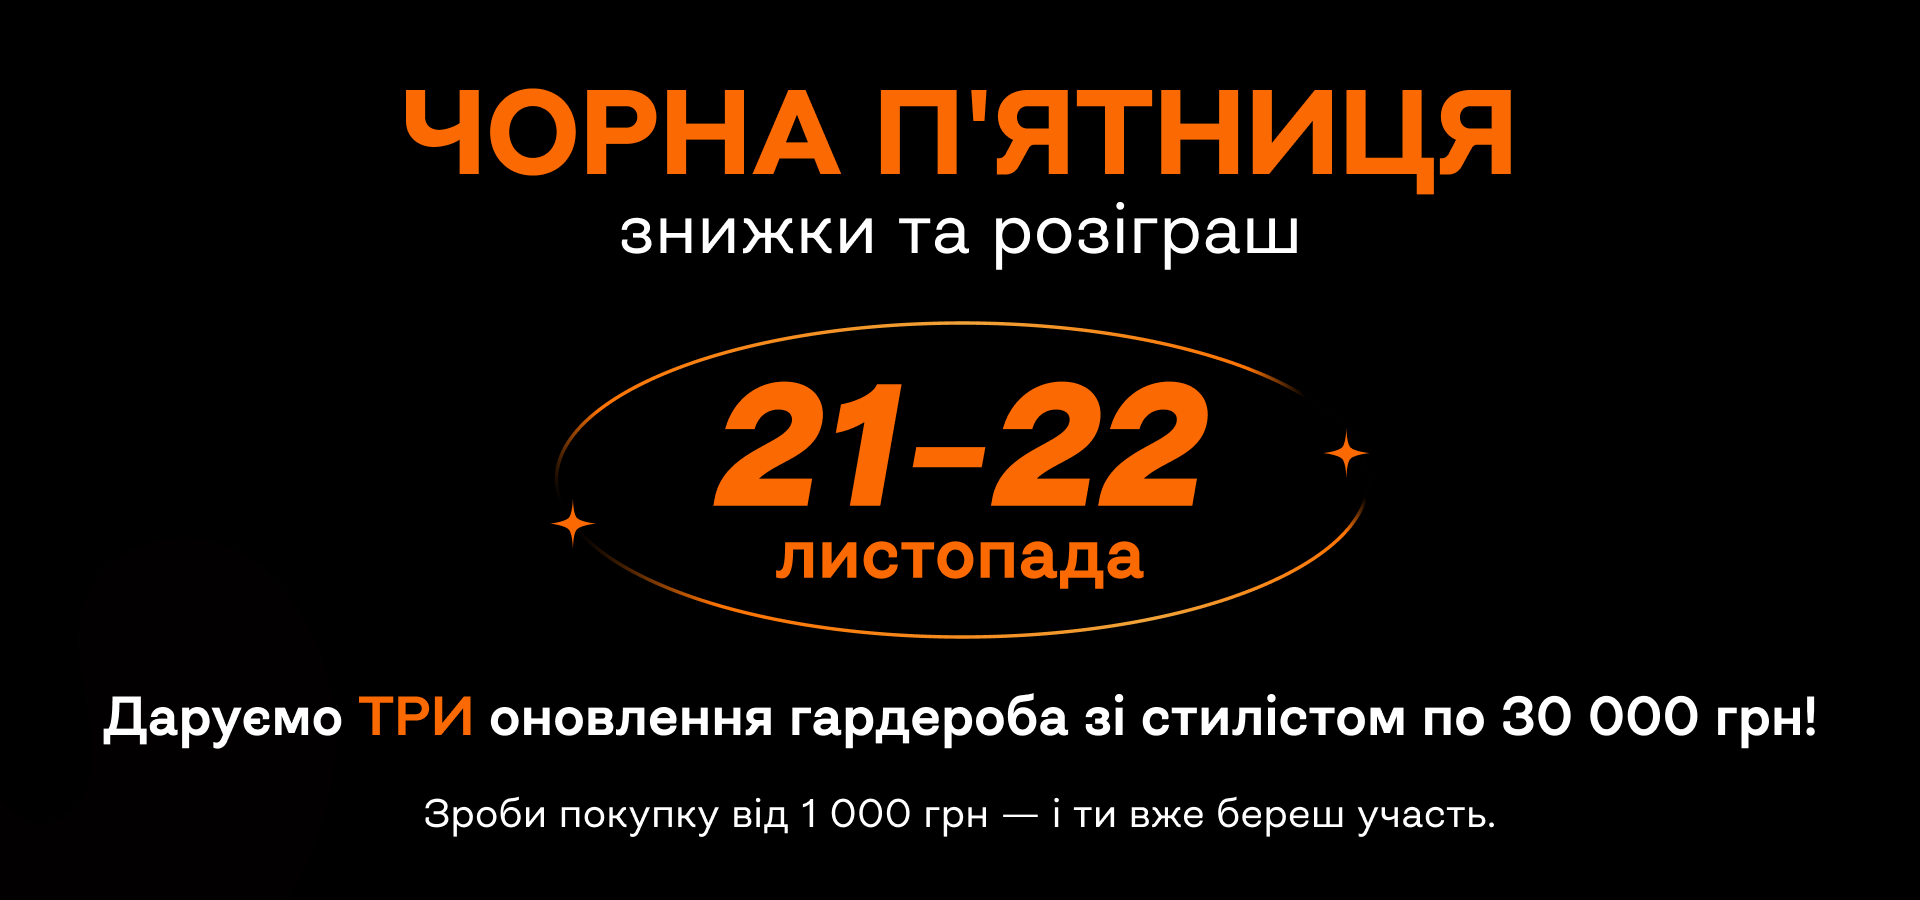 ЧОРНА П'ЯТНИЦЯ
знижки та розіграш
21-22
листопада
Даруємо ТРИ оновлення гардероба зі стилістом по 30 000 грн!
Зроби покупку від 1 000 грн — і ти вже береш участь.